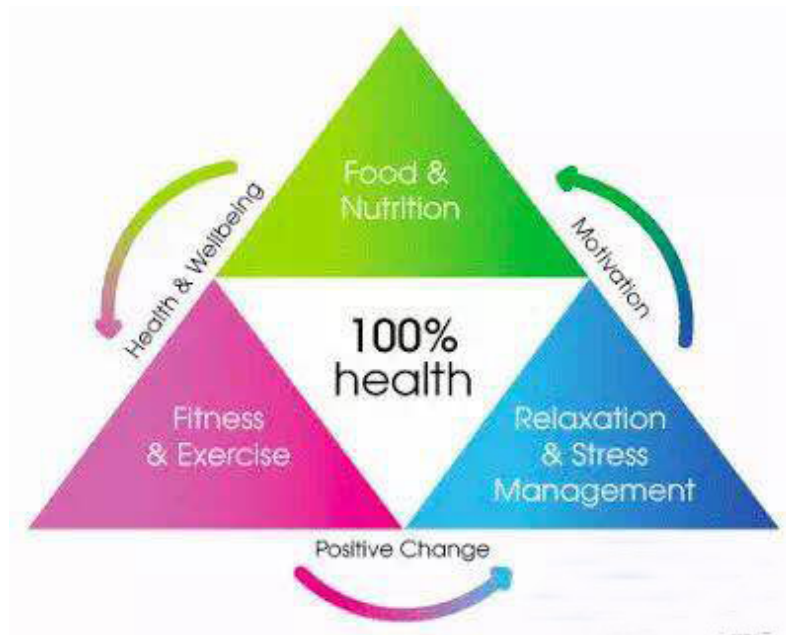 Food &
Nutrition
Health & Wellbeing
Motivation
100%
health
Fitness
& Exercise
Relaxation
& Stress
Management
Positive Change